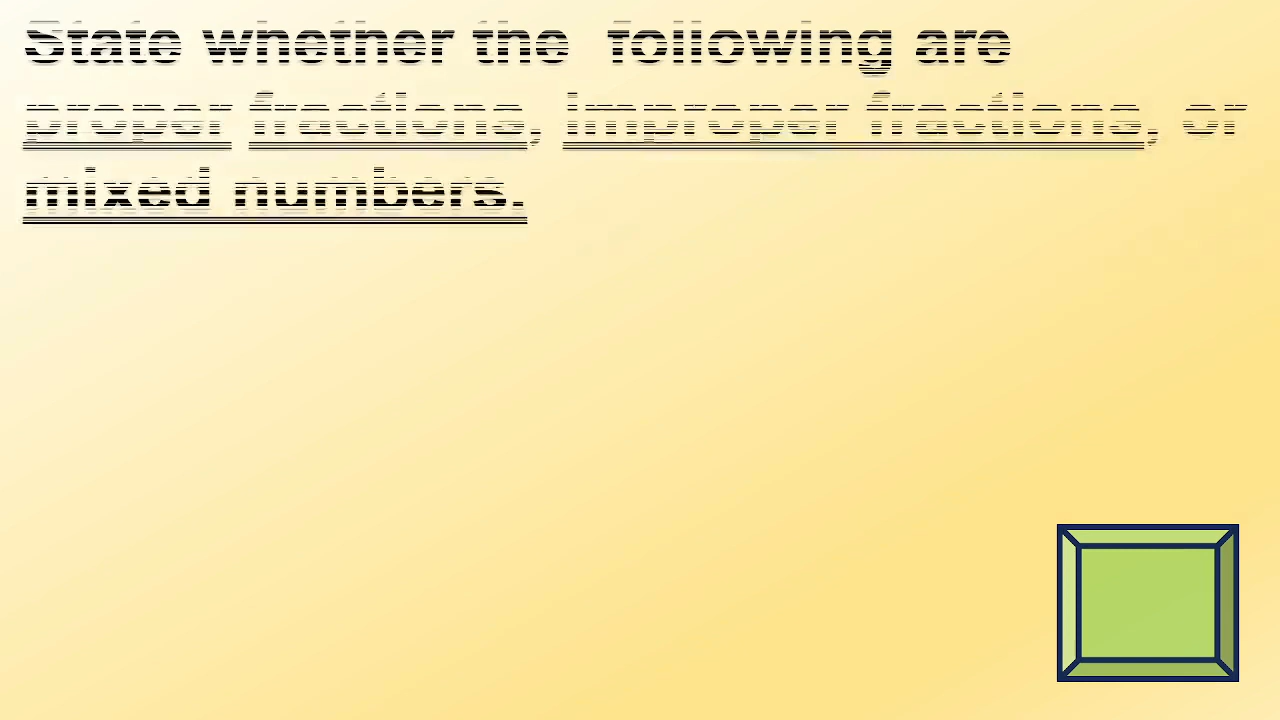 State whether the  following are
proper fractions, improper fractions, or
mixed numbers.